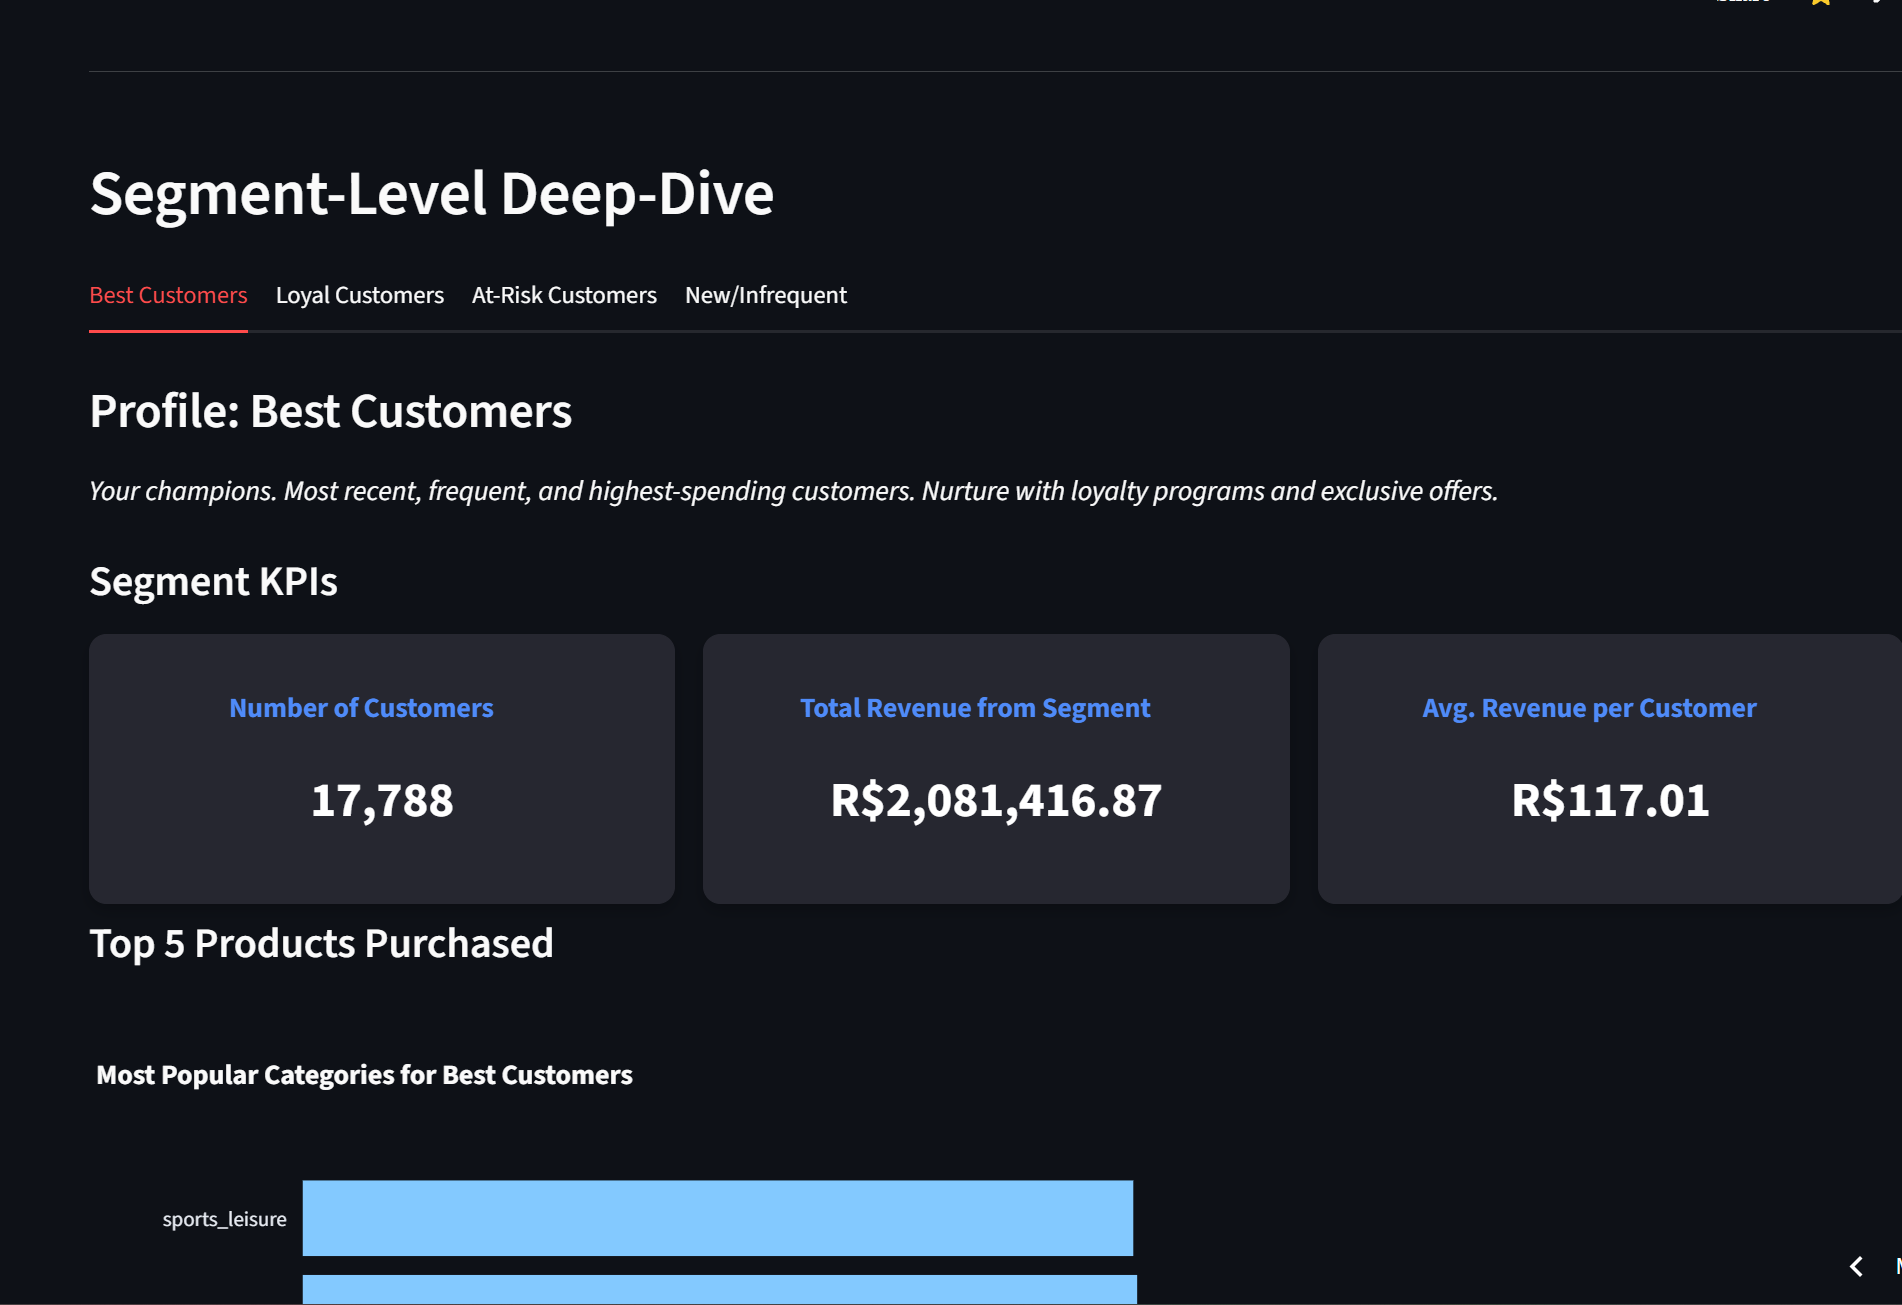 Segment-Level Deep-Dive
Best Customers Loyal Customers At-Risk Customers New/Infrequent
Profile: Best Customers
Your champions. Most recent, frequent, and highest-spending customers. Nurture with loyalty programs and exclusive offers.
Segment KPIs
Number of Customers Total Revenue from Segment Avg. Revenue per Customer
17,788 R$2,081,416.87 R$117.01
Top 5 Products Purchased
Most Popular Categories for Best Customers
sports_leisure